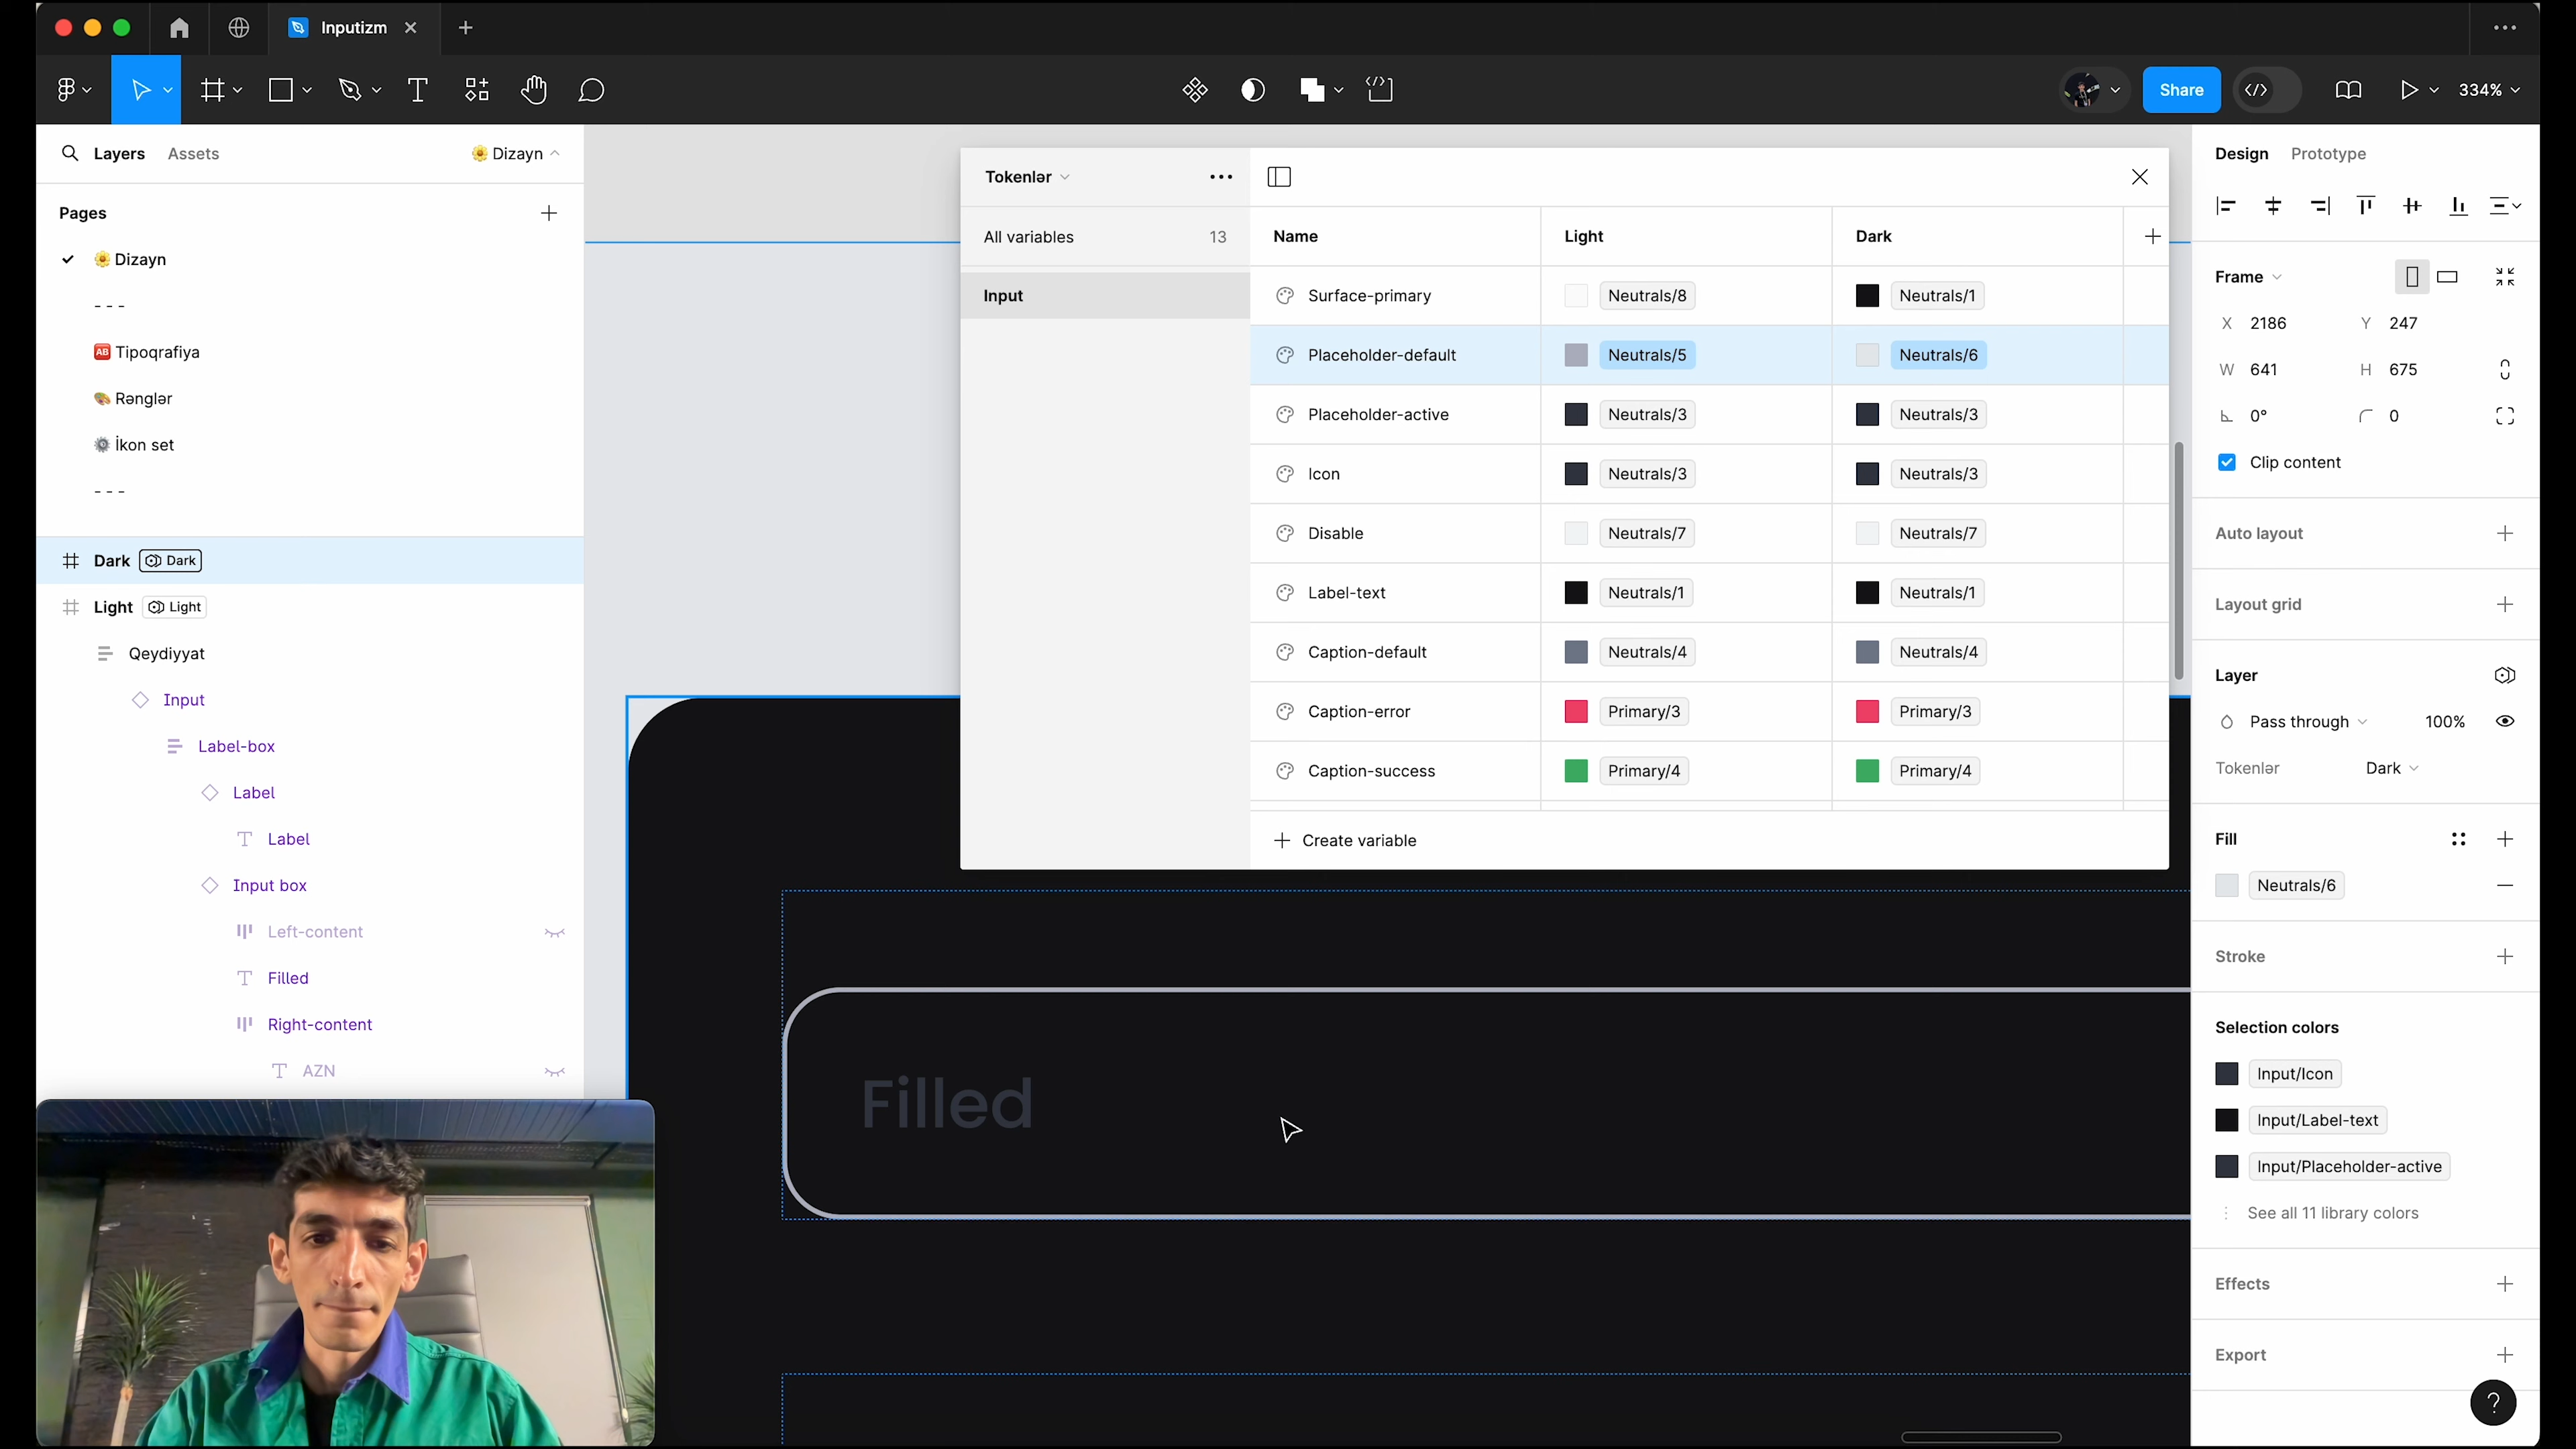 Inputizm
Share
334%
Layers
Assets
Dizayn
Pages
Dizayn
- - -
Tipoqrafiya
Rənglər
İkon set
- - -
Dark
Dark
Light
Light
Qeydiyyat
Input
Label-box
Label
Label
Input box
Left-content
Filled
Right-content
AZN
Tokenlər
All variables 13
Input
Name Light Dark
Surface-primary Neutrals/8 Neutrals/1
Placeholder-default Neutrals/5 Neutrals/6
Placeholder-active Neutrals/3 Neutrals/3
Icon Neutrals/3 Neutrals/3
Disable Neutrals/7 Neutrals/7
Label-text Neutrals/1 Neutrals/1
Caption-default Neutrals/4 Neutrals/4
Caption-error Primary/3 Primary/3
Caption-success Primary/4 Primary/4
Create variable
Filled
Design
Prototype
Frame
X 2186 Y 247
W 641 H 675
0° 0
Clip content
Auto layout
Layout grid
Layer
Pass through 100%
Tokenlər Dark
Fill
Neutrals/6
Stroke
Selection colors
Input/Icon
Input/Label-text
Input/Placeholder-active
See all 11 library colors
Effects
Export
?